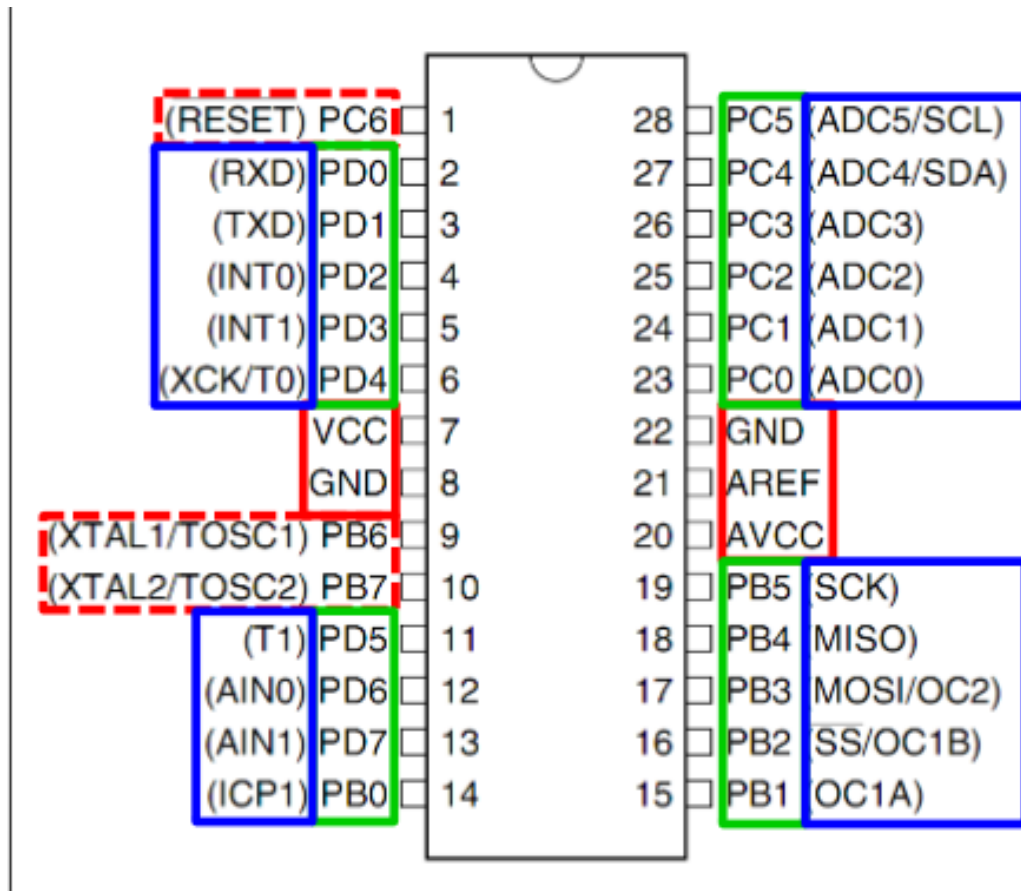 (RESET) PC6 1 28 PC5 (ADC5/SCL)
(RXD) PD0 2 27 PC4 (ADC4/SDA)
(TXD) PD1 3 26 PC3 (ADC3)
(INT0) PD2 4 25 PC2 (ADC2)
(INT1) PD3 5 24 PC1 (ADC1)
(XCK/T0) PD4 6 23 PC0 (ADC0)
VCC 7 22 GND
GND 8 21 AREF
(XTAL1/TOSC1) PB6 9 20 AVCC
(XTAL2/TOSC2) PB7 10 19 PB5 (SCK)
(T1) PD5 11 18 PB4 (MISO)
(AIN0) PD6 12 17 PB3 (MOSI/OC2)
(AIN1) PD7 13 16 PB2 (SS/OC1B)
(ICP1) PB0 14 15 PB1 (OC1A)